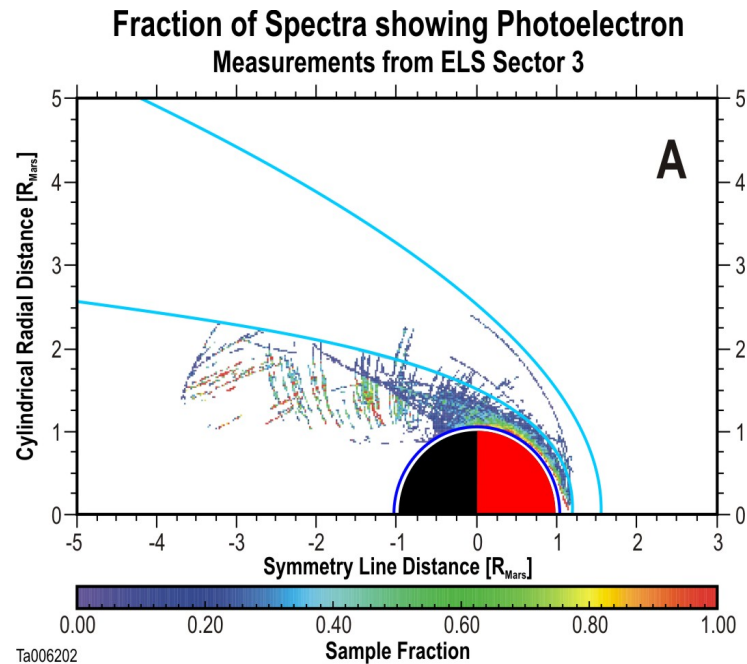 Fraction of Spectra showing Photoelectron
Measurements from ELS Sector 3
A
Cylindrical Radial Distance [R_Mars]
5
4
3
2
1
0
5
4
3
2
1
0
-5 -4 -3 -2 -1 0 1 2 3
Symmetry Line Distance [R_Mars]
0.00 0.20 0.40 0.60 0.80 1.00
Sample Fraction
Ta006202